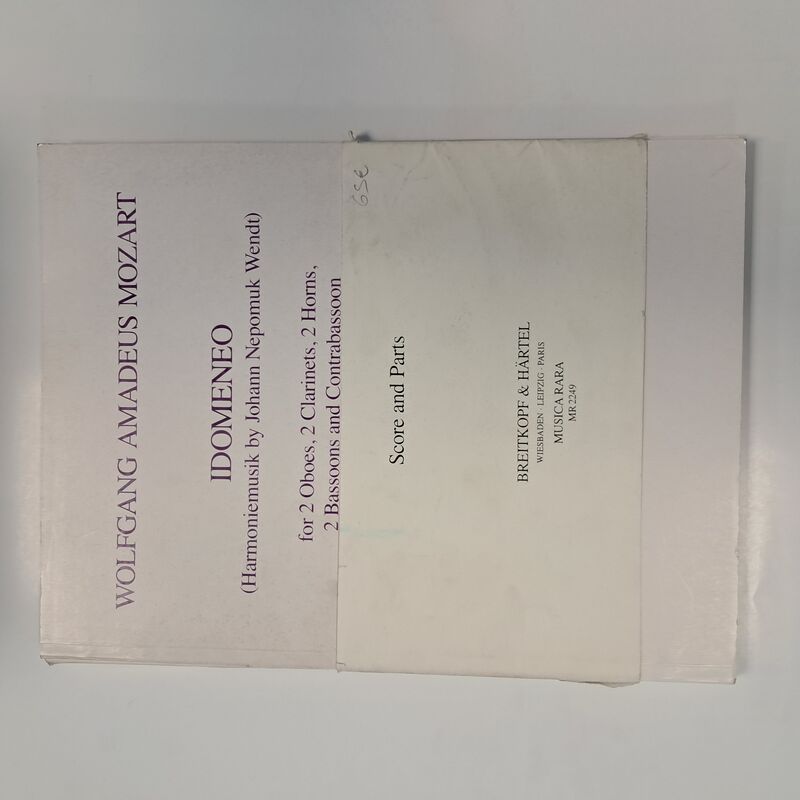 WOLFGANG AMADEUS MOZART
IDOMENEO
(Harmoniemusik by Johann Nepomuk Wendt)
for 2 Oboes, 2 Clarinets, 2 Horns,
2 Bassoons and Contrabassoon
Score and Parts
BREITKOPF & HÄRTEL
WIESBADEN · LEIPZIG · PARIS
MUSICA RARA
MR 2249